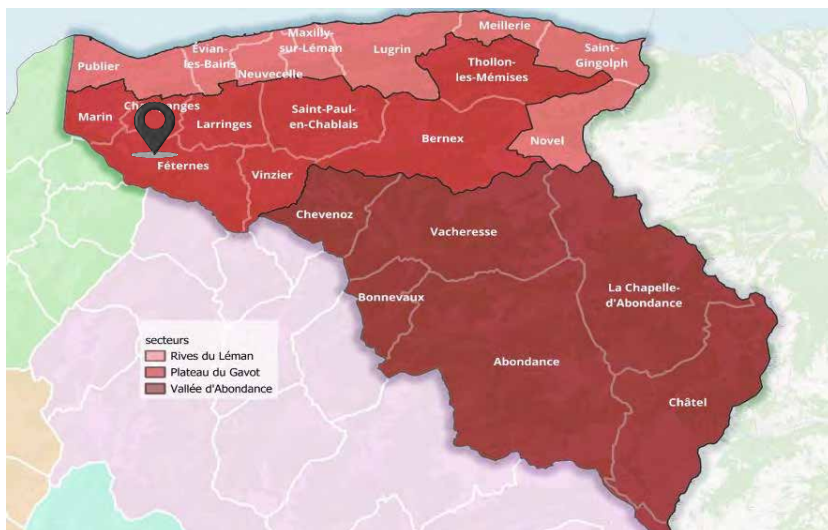 Publier
Évian-
les-Bains
Neuvecelle
Maxilly-
sur-Léman
Lugrin
Meillerie
Saint-
Gingolph
Thollon-
les-Mémises
Marin
Larringes
Saint-Paul-
en-Chablais
Bernex
Novel
Féternes
Vinzier
Chevenoz
Vacheresse
Bonnevaux
La Chapelle-
d'Abondance
Abondance
Châtel
secteurs
Rives du Léman
Plateau du Gavot
Vallée d'Abondance